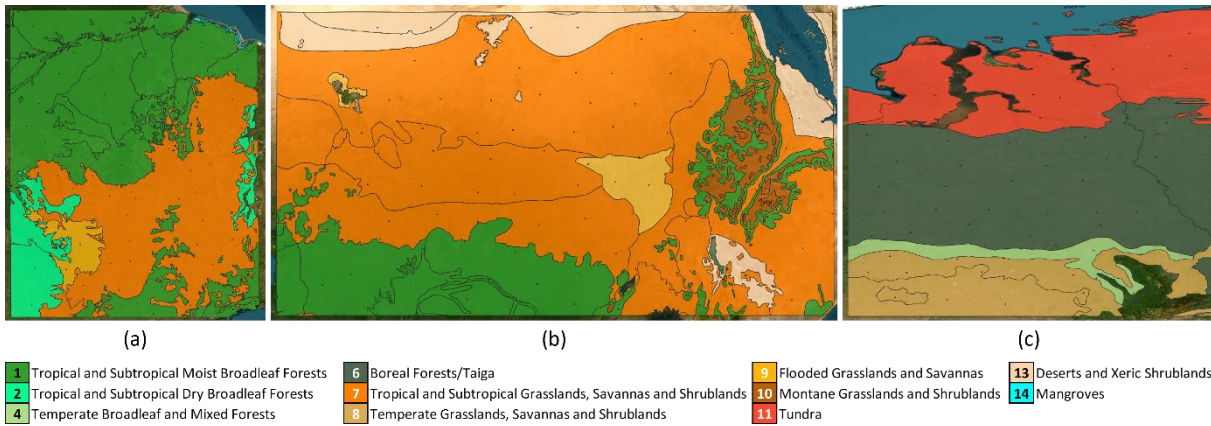 (a)
(b)
(c)
1 Tropical and Subtropical Moist Broadleaf Forests
2 Tropical and Subtropical Dry Broadleaf Forests
4 Temperate Broadleaf and Mixed Forests
6 Boreal Forests/Taiga
7 Tropical and Subtropical Grasslands, Savannas and Shrublands
8 Temperate Grasslands, Savannas and Shrublands
9 Flooded Grasslands and Savannas
10 Montane Grasslands and Shrublands
11 Tundra
13 Deserts and Xeric Shrublands
14 Mangroves